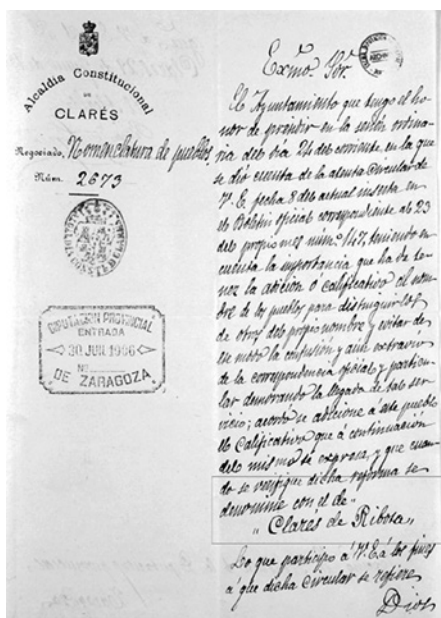 Alcaldía Constitucional
DE
CLARÉS
Negociado, Nomenclatura de pueblos
Núm. 2673
DIPUTACION PROVINCIAL
ENTRADA
30 JUN. 1906
Nº
DE ZARAGOZA
Exmo. Sor.
El Ayuntamiento que tengo el ho-
nor de presidir en la sesión ordina-
ria del día 24 del corriente en la que
se dió cuenta de la atenta Circular de
V. E. fecha 8 del actual inserta en
el Boletin oficial correspondiente al 23
del propio mes núm.º 147, teniendo en
cuenta la importancia que ha de te-
ner la adición o calificativo al nom-
bre de los pueblos para distinguirlos
de otros del propio nombre y evitar de
ese modo la confusión y aún extravio
de la correspondencia oficial y particu-
lar demorando la llegada de tal ser-
vicio; acordó se adicione á este pueblo
el Calificativo que á continuación
del mismo se expresa, y que cuan-
do se verifique dicha reforma se
denomine con el de"
"Clarés de Ribota„
Lo que participo á V. E. á los fines
á que dicha Circular se refiere
Dios